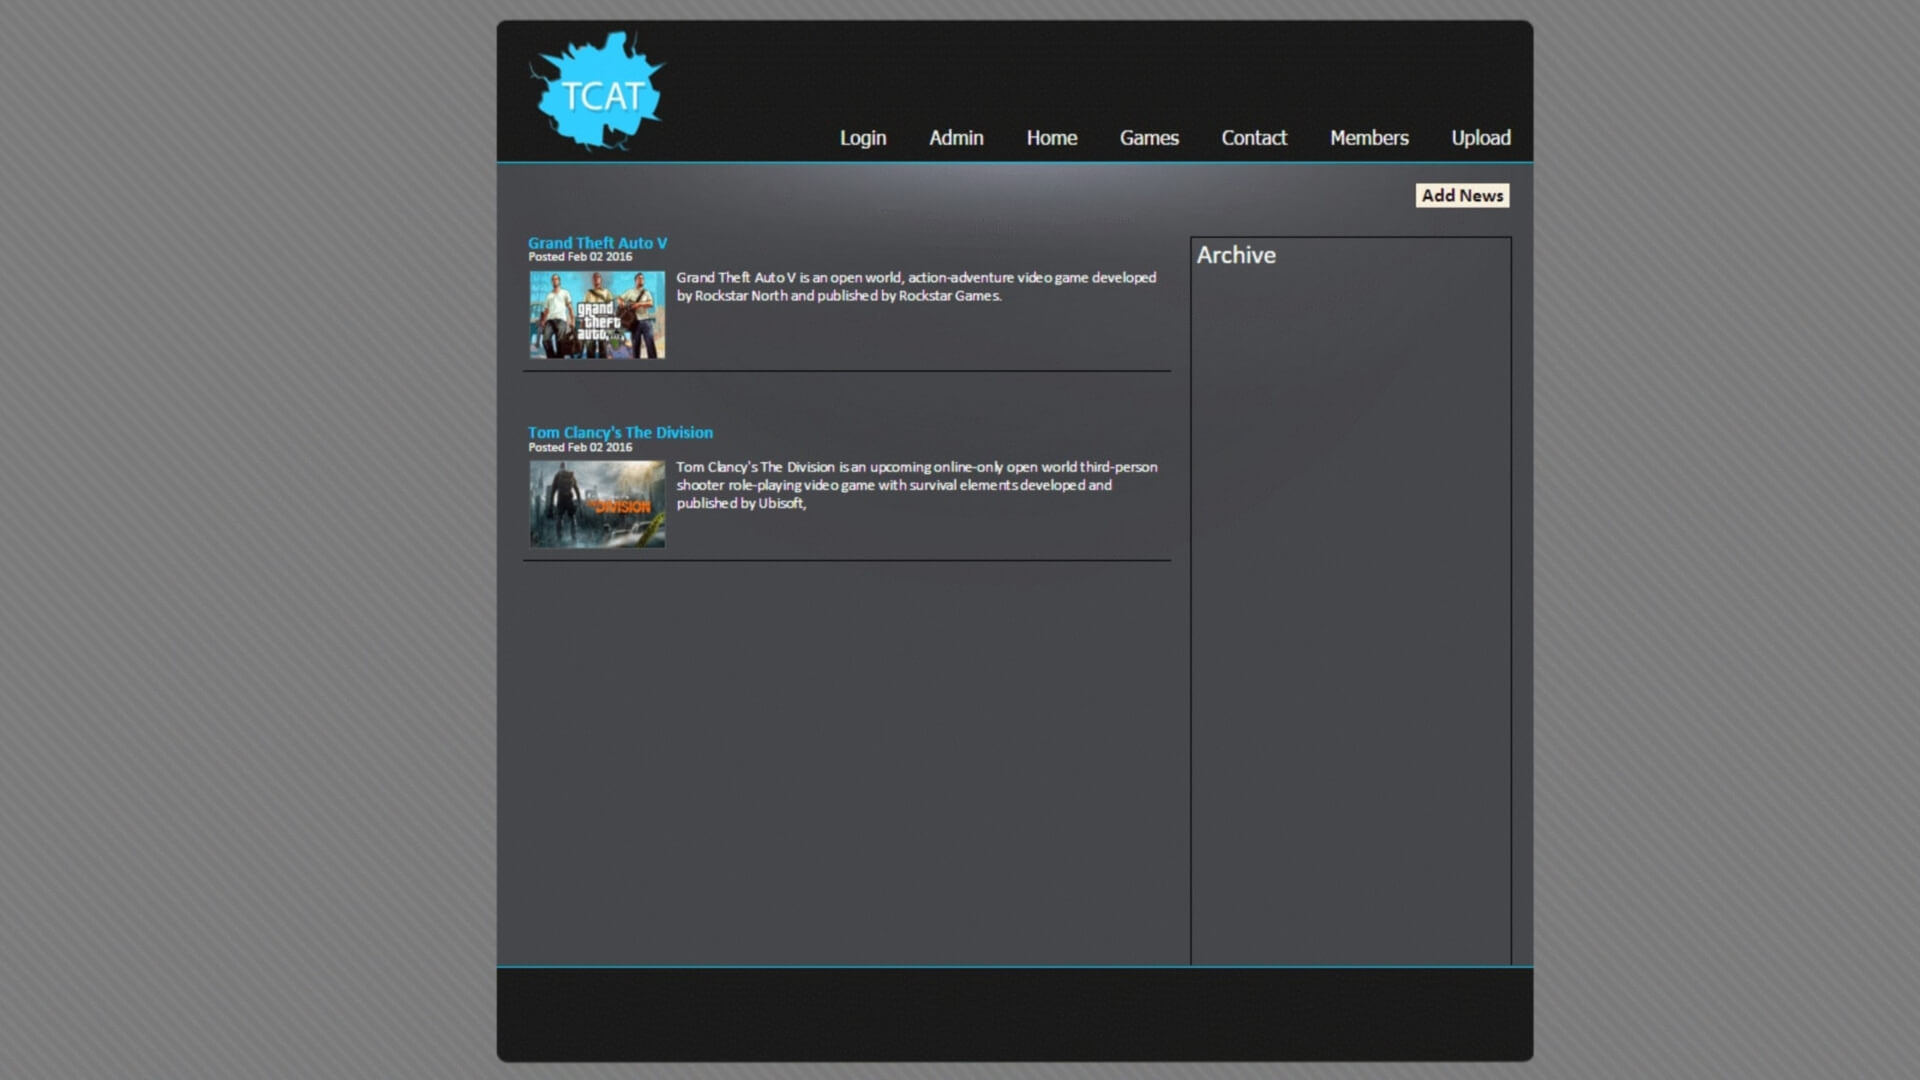 TCAT
Login Admin Home Games Contact Members Upload
Add News
Grand Theft Auto V
Posted Feb 02 2016
Grand Theft Auto V is an open world, action-adventure video game developed
by Rockstar North and published by Rockstar Games.
grand
theft
auto
Archive
Tom Clancy's The Division
Posted Feb 02 2016
Tom Clancy's The Division is an upcoming online-only open world third-person
shooter role-playing video game with survival elements developed and
published by Ubisoft,
DIVISION